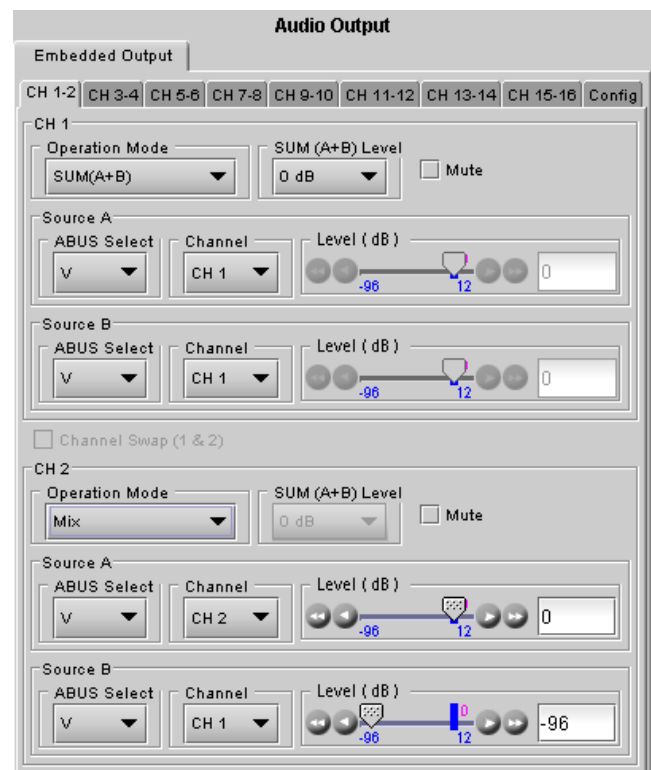 Audio Output
Embedded Output
CH 1-2 CH 3-4 CH 5-6 CH 7-8 CH 9-10 CH 11-12 CH 13-14 CH 15-16 Config
CH 1
Operation Mode SUM (A+B) Level
SUM(A+B) 0 dB Mute
Source A
ABUS Select Channel Level ( dB )
V CH 1 0
-96 12
Source B
ABUS Select Channel Level ( dB )
V CH 1 0
-96 12
Channel Swap (1 & 2)
CH 2
Operation Mode SUM (A+B) Level
Mix 0 dB Mute
Source A
ABUS Select Channel Level ( dB )
V CH 2 0
-96 12
Source B
ABUS Select Channel Level ( dB )
V CH 1 0 -96
-96 12